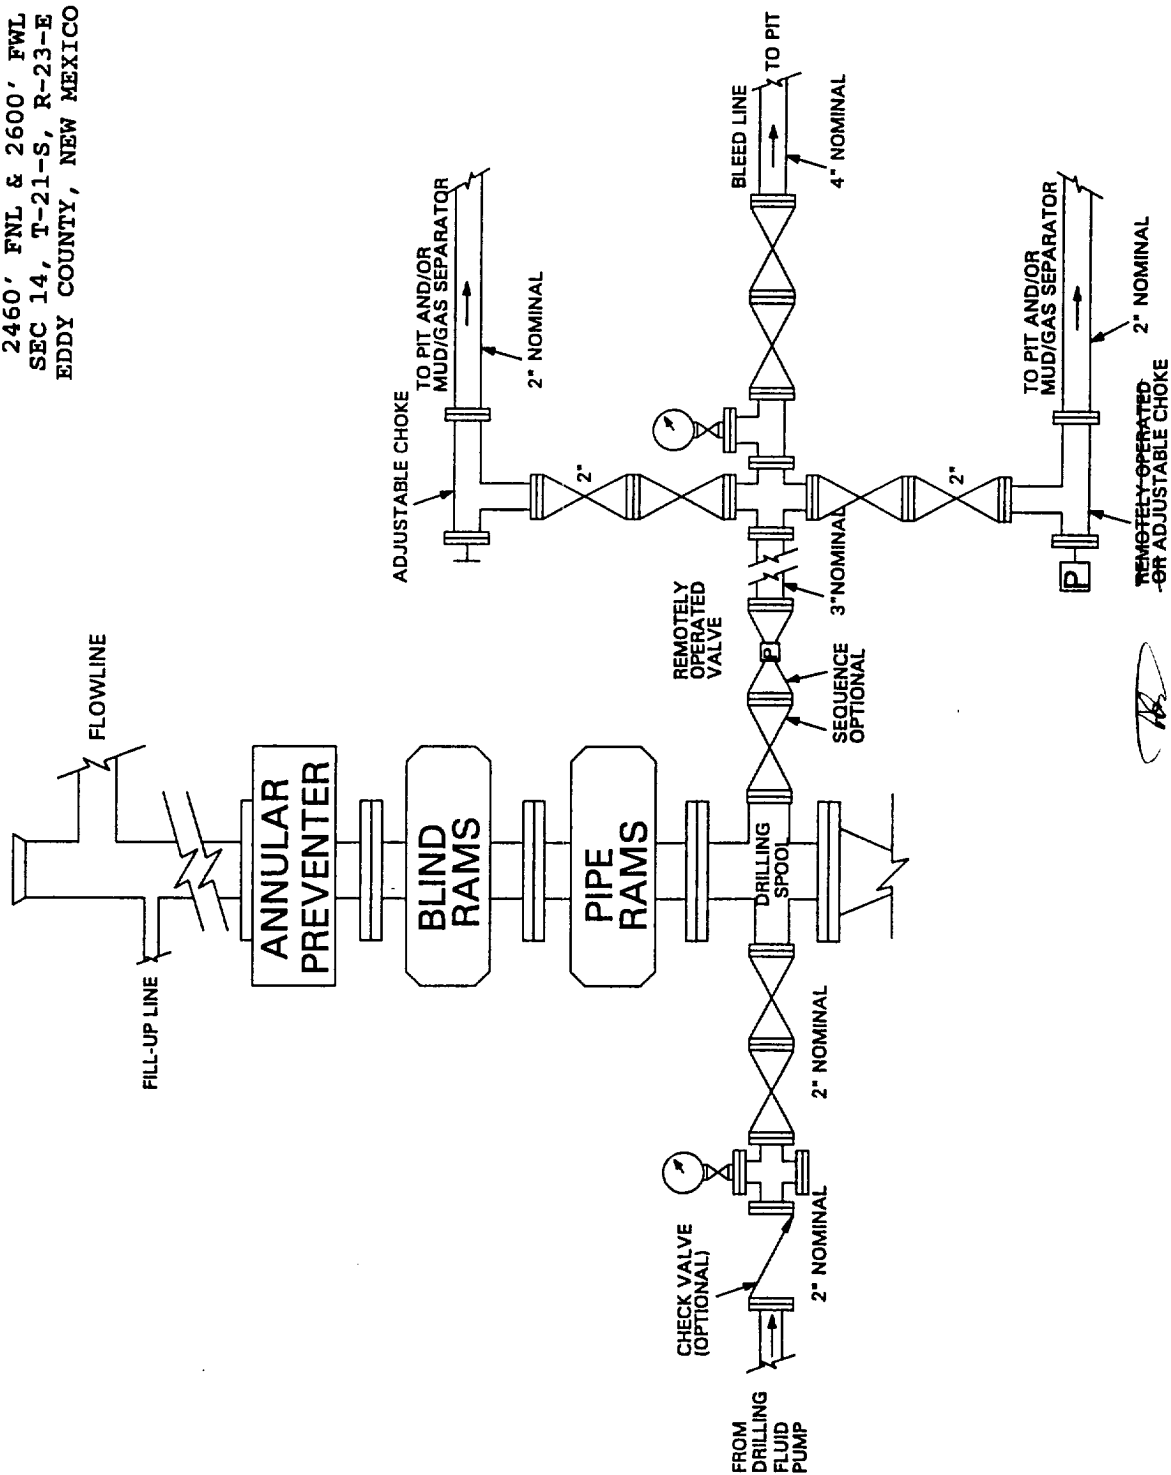 2460' FNL & 2600' FWL
SEC 14, T-21-S, R-23-E
EDDY COUNTY, NEW MEXICO
FLOWLINE
FILL-UP LINE
ANNULAR
PREVENTER
BLIND
RAMS
PIPE
RAMS
DRILLING
SPOOL
FROM
DRILLING
FLUID
PUMP
CHECK VALVE
(OPTIONAL)
2" NOMINAL
2" NOMINAL
REMOTELY
OPERATED
VALVE
P
SEQUENCE
OPTIONAL
3" NOMINAL
ADJUSTABLE CHOKE
TO PIT AND/OR
MUD/GAS SEPARATOR
2" NOMINAL
2"
BLEED LINE
TO PIT
4" NOMINAL
2"
TO PIT AND/OR
MUD/GAS SEPARATOR
2" NOMINAL
P
REMOTELY OPERATED
OR ADJUSTABLE CHOKE